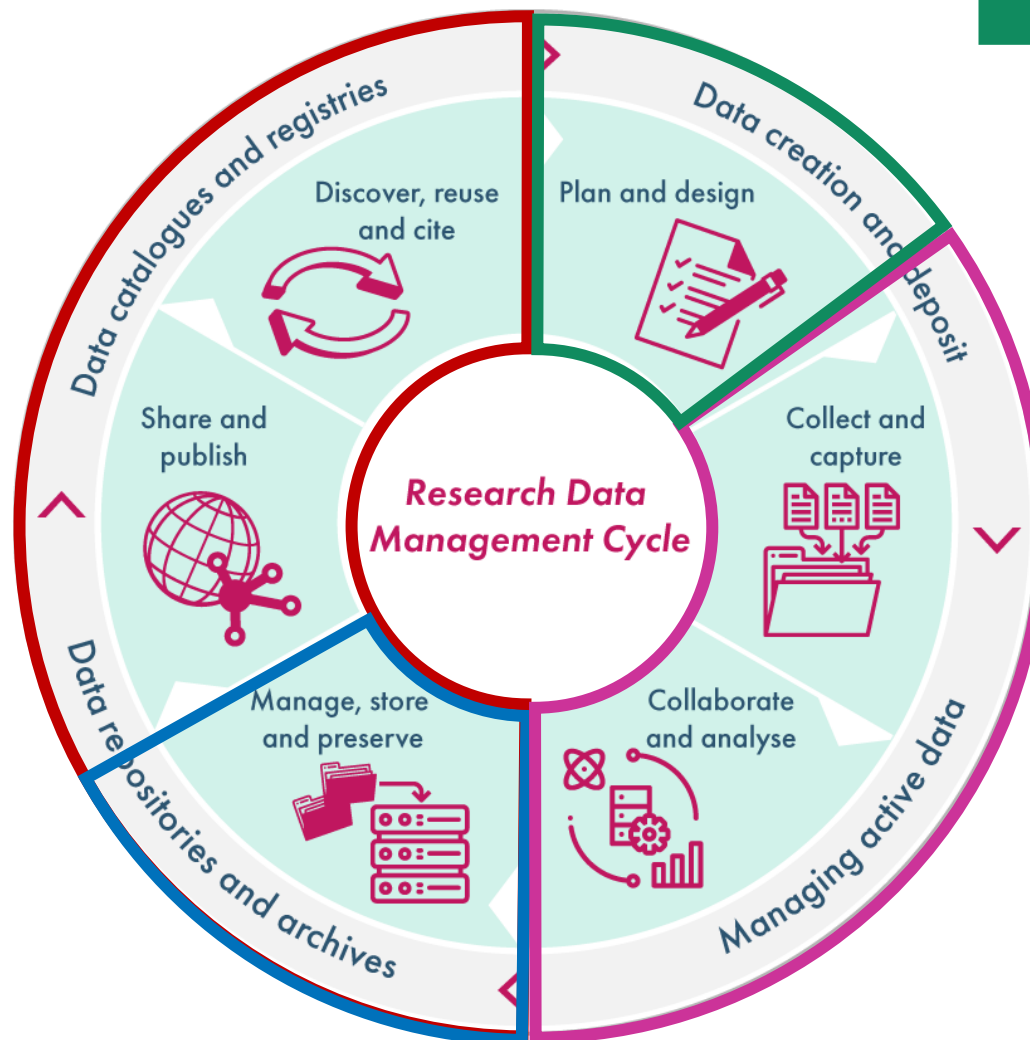 Research Data
Management Cycle
Data creation and deposit
Plan and design
Collect and
capture
Managing active data
Collaborate
and analyse
Data repositories and archives
Manage, store
and preserve
Share and
publish
Data catalogues and registries
Discover, reuse
and cite